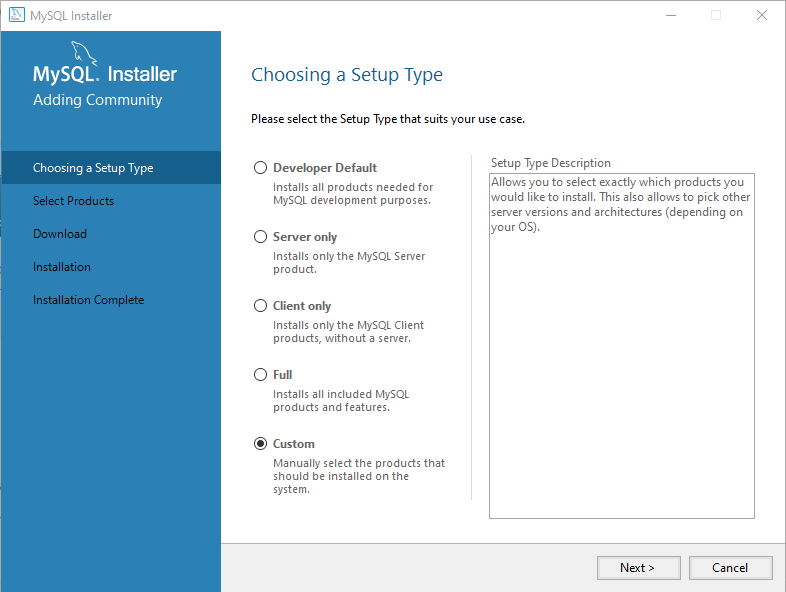 MySQL Installer
MySQL. Installer
Adding Community
Choosing a Setup Type
Select Products
Download
Installation
Installation Complete
Choosing a Setup Type
Please select the Setup Type that suits your use case.
Developer Default
Installs all products needed for
MySQL development purposes.
Server only
Installs only the MySQL Server
product.
Client only
Installs only the MySQL Client
products, without a server.
Full
Installs all included MySQL
products and features.
Custom
Manually select the products that
should be installed on the
system.
Setup Type Description
Allows you to select exactly which products you
would like to install. This also allows to pick other
server versions and architectures (depending on
your OS).
Next >
Cancel